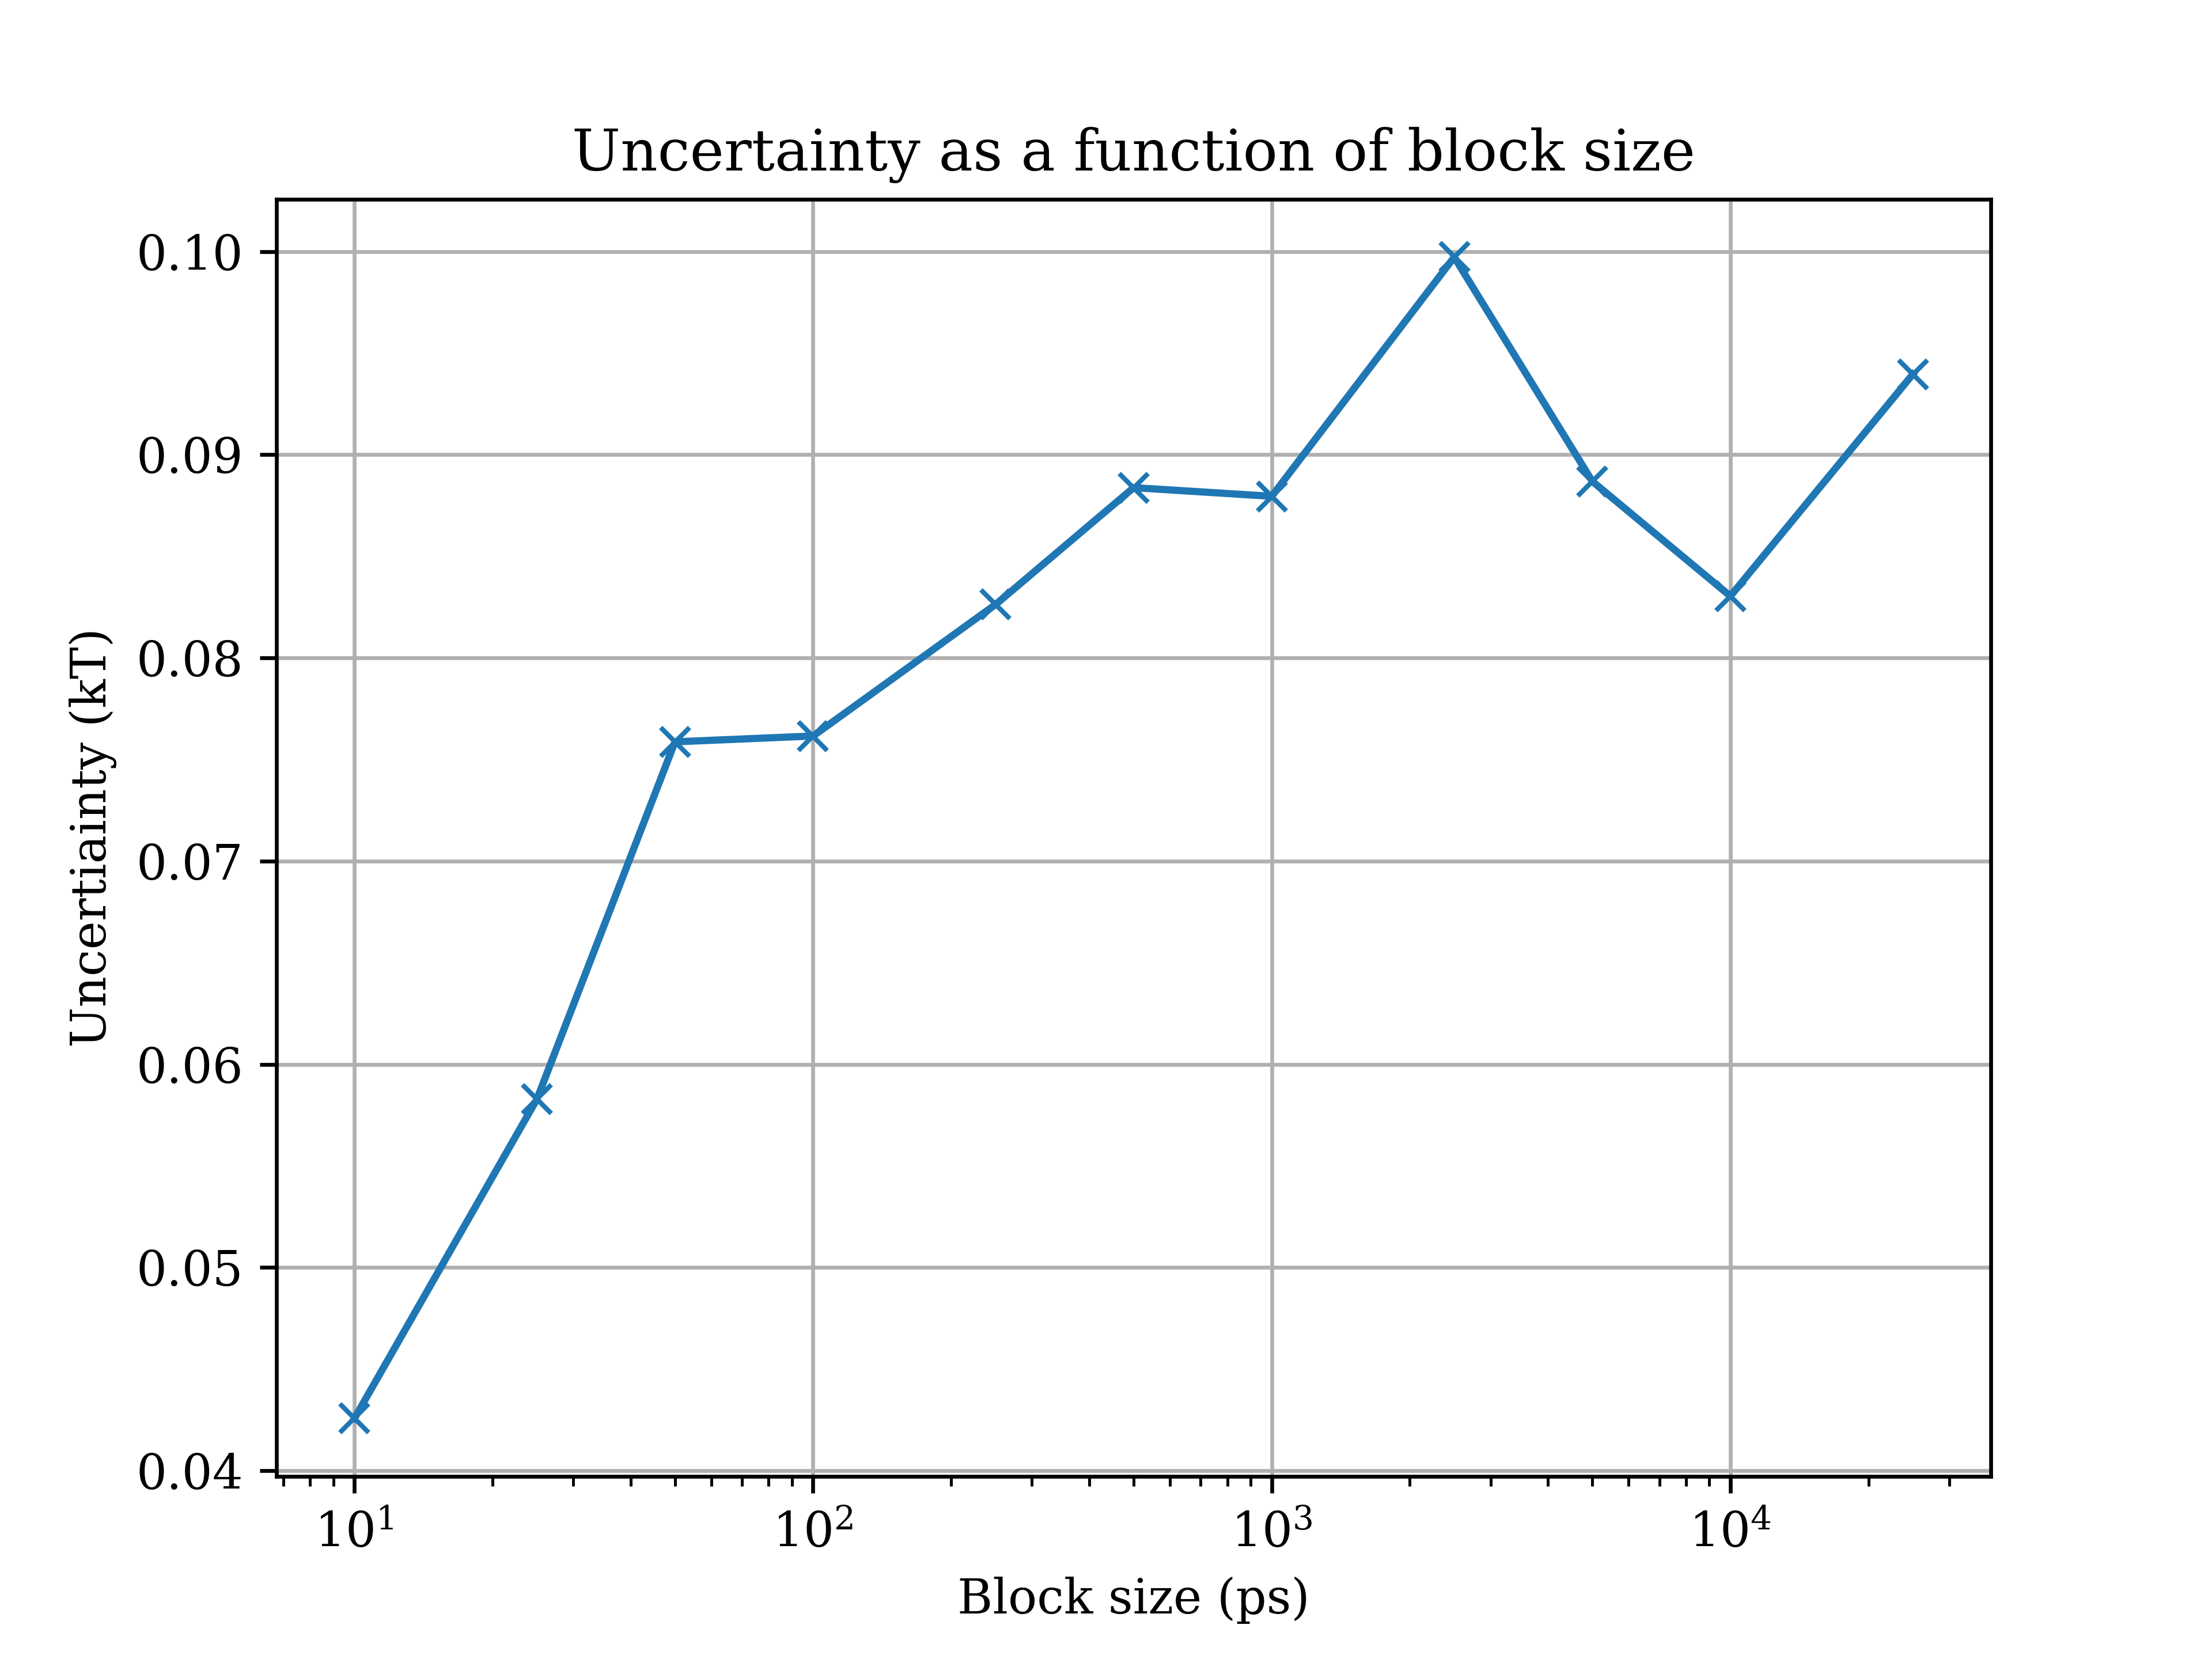 Uncertainty as a function of block size
0.10
0.09
0.08
0.07
0.06
0.05
0.04
Uncertiainty (kT)
10¹ 10² 10³ 10⁴
Block size (ps)